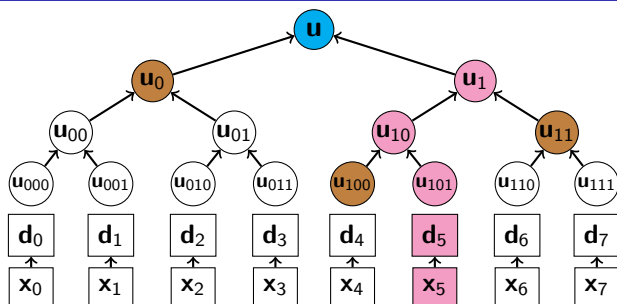 u
u₀ u₁
u₀₀ u₀₁ u₁₀ u₁₁
u₀₀₀ u₀₀₁ u₀₁₀ u₀₁₁ u₁₀₀ u₁₀₁ u₁₁₀ u₁₁₁
d₀ d₁ d₂ d₃ d₄ d₅ d₆ d₇
x₀ x₁ x₂ x₃ x₄ x₅ x₆ x₇